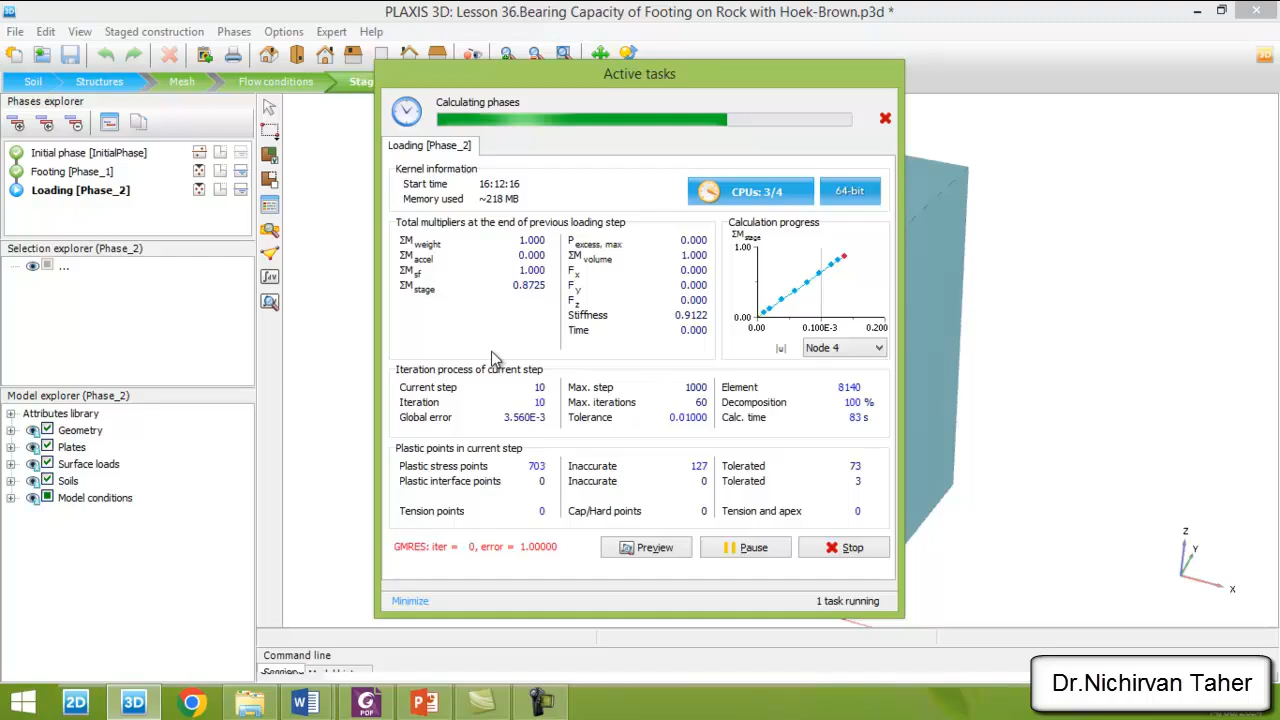 PLAXIS 3D: Lesson 36.Bearing Capacity of Footing on Rock with Hoek-Brown.p3d *
File Edit View Staged construction Phases Options Expert Help
Soil Structures Mesh Flow conditions Stag
Phases explorer
Initial phase [InitialPhase]
Footing [Phase_1]
Loading [Phase_2]
Selection explorer (Phase_2)
...
Model explorer (Phase_2)
Attributes library
Geometry
Plates
Surface loads
Soils
Model conditions
Active tasks
Calculating phases
Loading [Phase_2]
Kernel information
Start time 16:12:16
Memory used ~218 MB
CPUs: 3/4 64-bit
Total multipliers at the end of previous loading step
ΣMweight 1.000 Pexcess, max 0.000
ΣMaccel 0.000 ΣMvolume 1.000
ΣMsf 1.000 Fx 0.000
ΣMstage 0.8725 Fy 0.000
Fz 0.000
Stiffness 0.9122
Time 0.000
Calculation progress
ΣMstage
1.00
0.00
0.00 0.100E-3 0.200
|u| Node 4
Iteration process of current step
Current step 10 Max. step 1000 Element 8140
Iteration 10 Max. iterations 60 Decomposition 100 %
Global error 3.560E-3 Tolerance 0.01000 Calc. time 83 s
Plastic points in current step
Plastic stress points 703 Inaccurate 127 Tolerated 73
Plastic interface points 0 Inaccurate 0 Tolerated 3
Tension points 0 Cap/Hard points 0 Tension and apex 0
GMRES: iter = 0, error = 1.00000 Preview Pause Stop
Minimize 1 task running
Z
Y
X
Command line
2D 3D
Dr.Nichirvan Taher